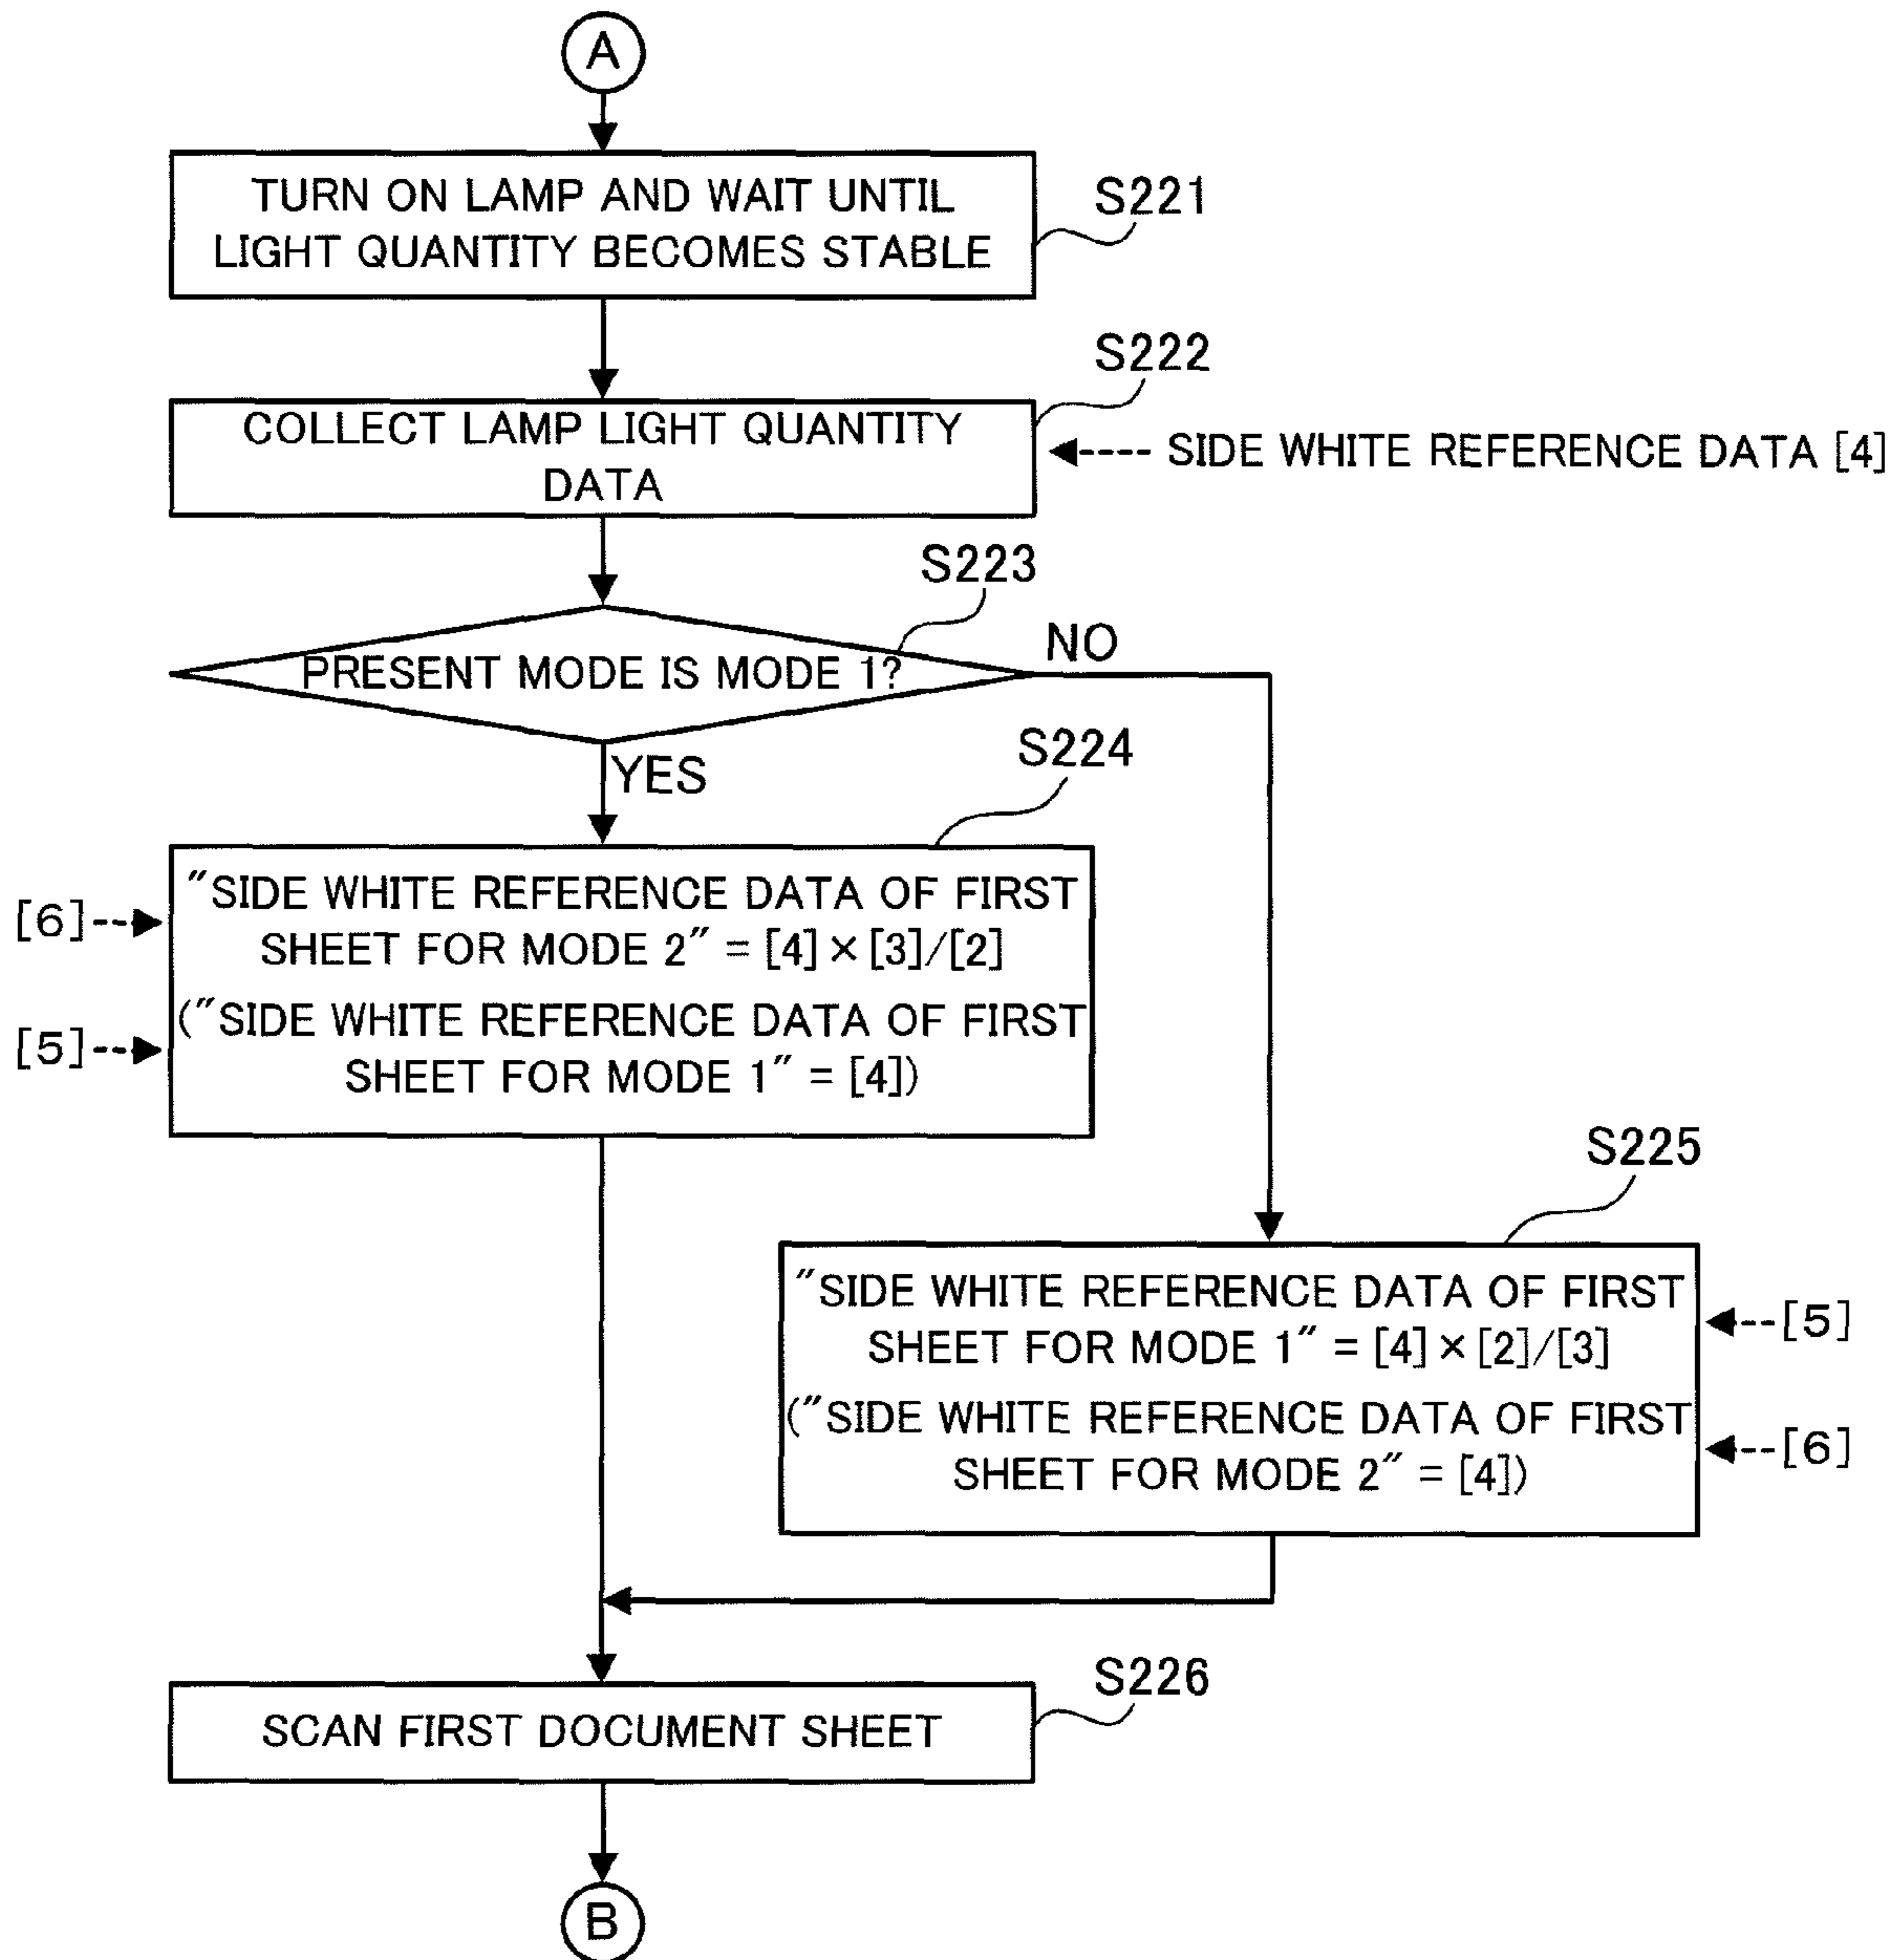 A
TURN ON LAMP AND WAIT UNTIL
LIGHT QUANTITY BECOMES STABLE
S221
S222
COLLECT LAMP LIGHT QUANTITY
DATA
SIDE WHITE REFERENCE DATA [4]
S223
PRESENT MODE IS MODE 1?
NO
YES
S224
[6]
"SIDE WHITE REFERENCE DATA OF FIRST
SHEET FOR MODE 2" = [4]×[3]/[2]
[5]
("SIDE WHITE REFERENCE DATA OF FIRST
SHEET FOR MODE 1" = [4])
S225
"SIDE WHITE REFERENCE DATA OF FIRST
SHEET FOR MODE 1" = [4]×[2]/[3]
[5]
("SIDE WHITE REFERENCE DATA OF FIRST
SHEET FOR MODE 2" = [4])
[6]
S226
SCAN FIRST DOCUMENT SHEET
B